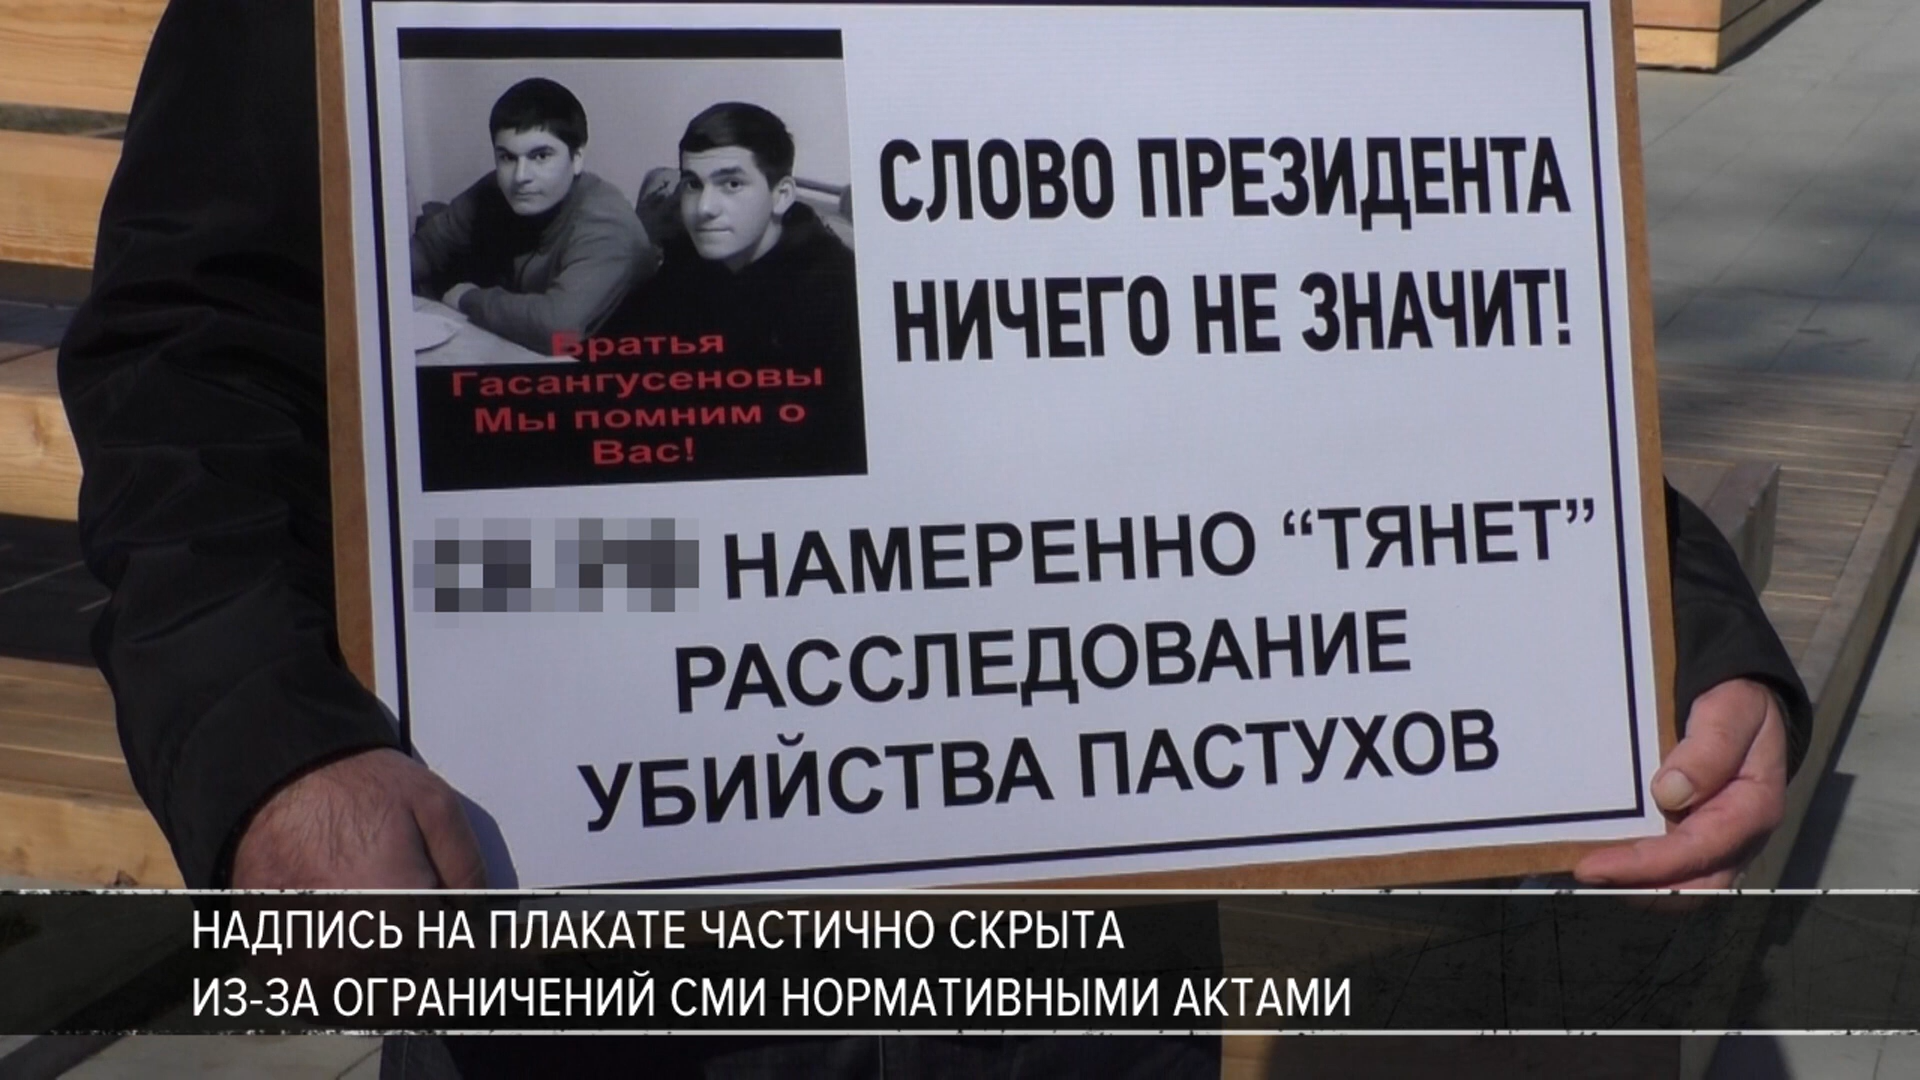 СЛОВО ПРЕЗИДЕНТА
НИЧЕГО НЕ ЗНАЧИТ!
Братья
Гасангусеновы
Мы помним о
Вас!
НАМЕРЕННО “ТЯНЕТ”
РАССЛЕДОВАНИЕ
УБИЙСТВА ПАСТУХОВ
НАДПИСЬ НА ПЛАКАТЕ ЧАСТИЧНО СКРЫТА
ИЗ-ЗА ОГРАНИЧЕНИЙ СМИ НОРМАТИВНЫМИ АКТАМИ